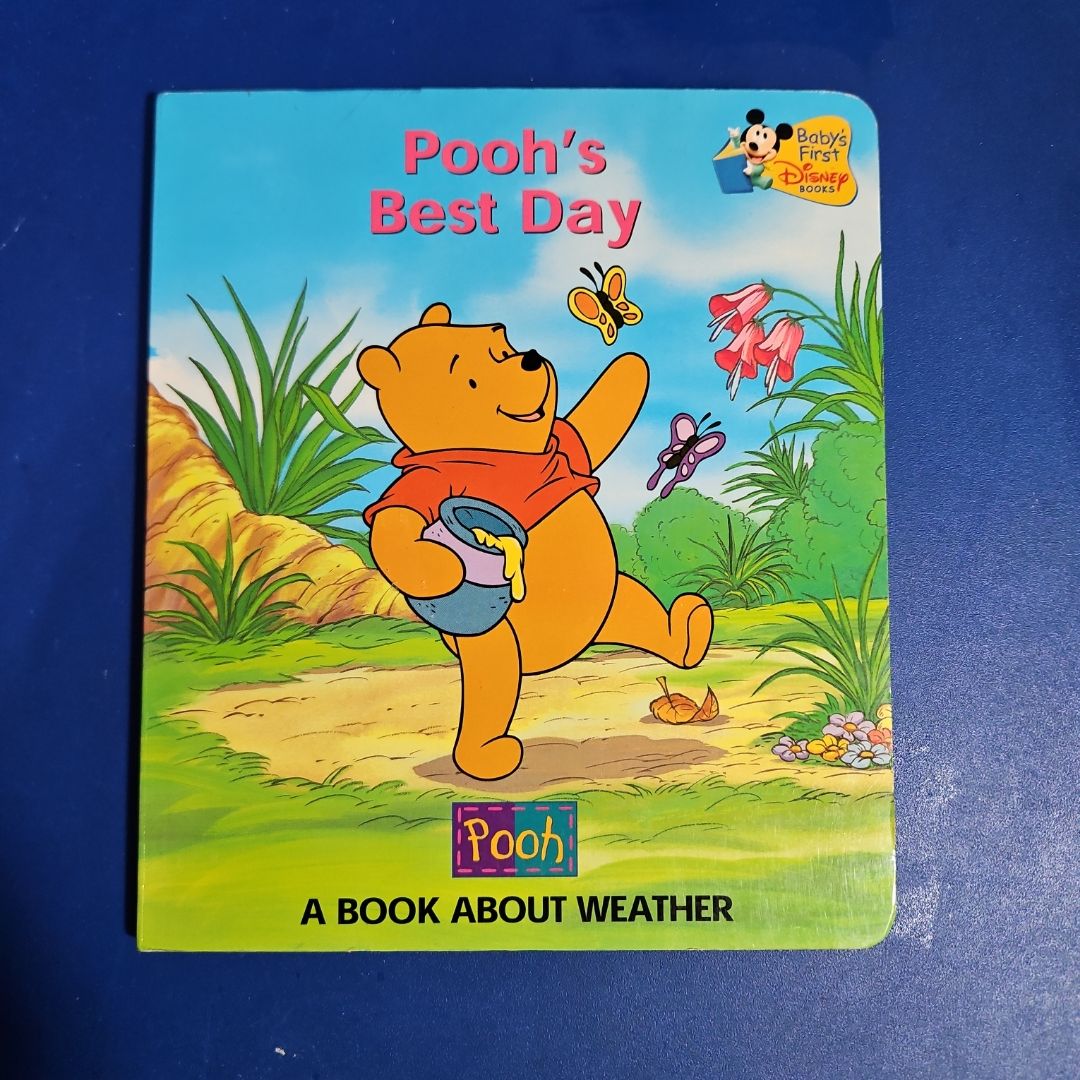 Pooh's
Best Day
Baby's
First
Disney
BOOKS
Pooh
A BOOK ABOUT WEATHER